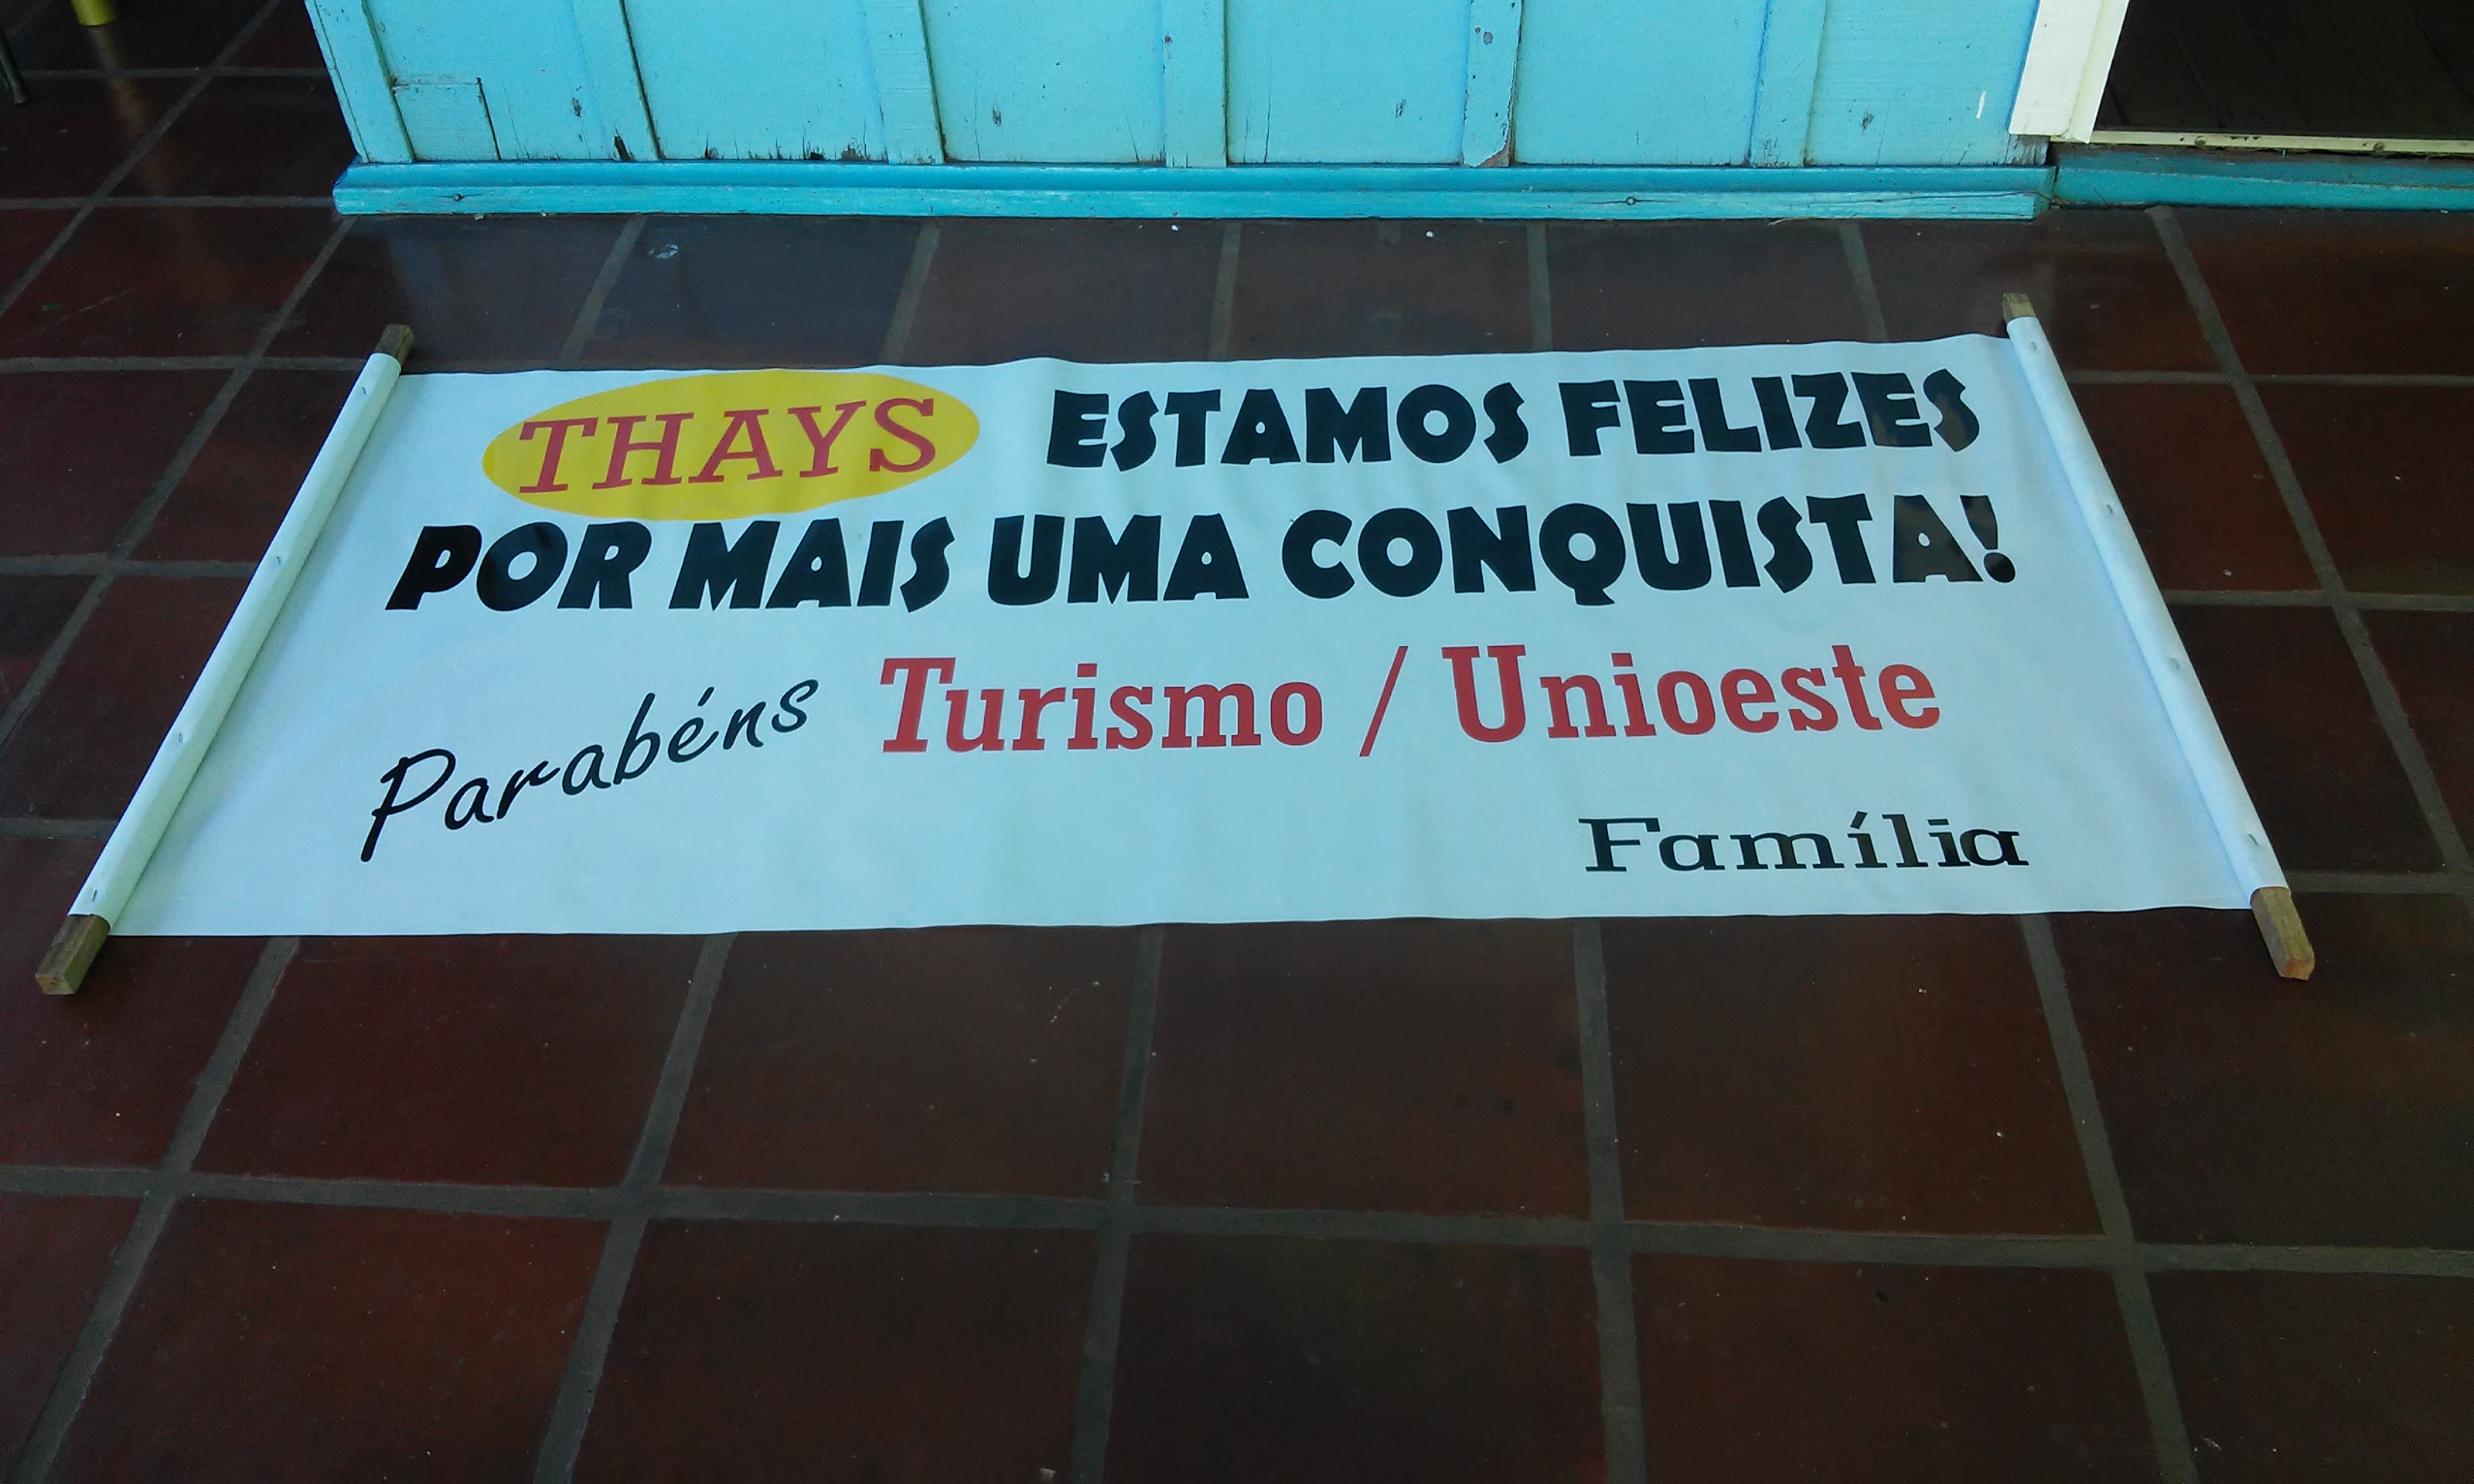 THAYS ESTAMOS FELIZES
POR MAIS UMA CONQUISTA!
Parabéns Turismo / Unioeste
Família